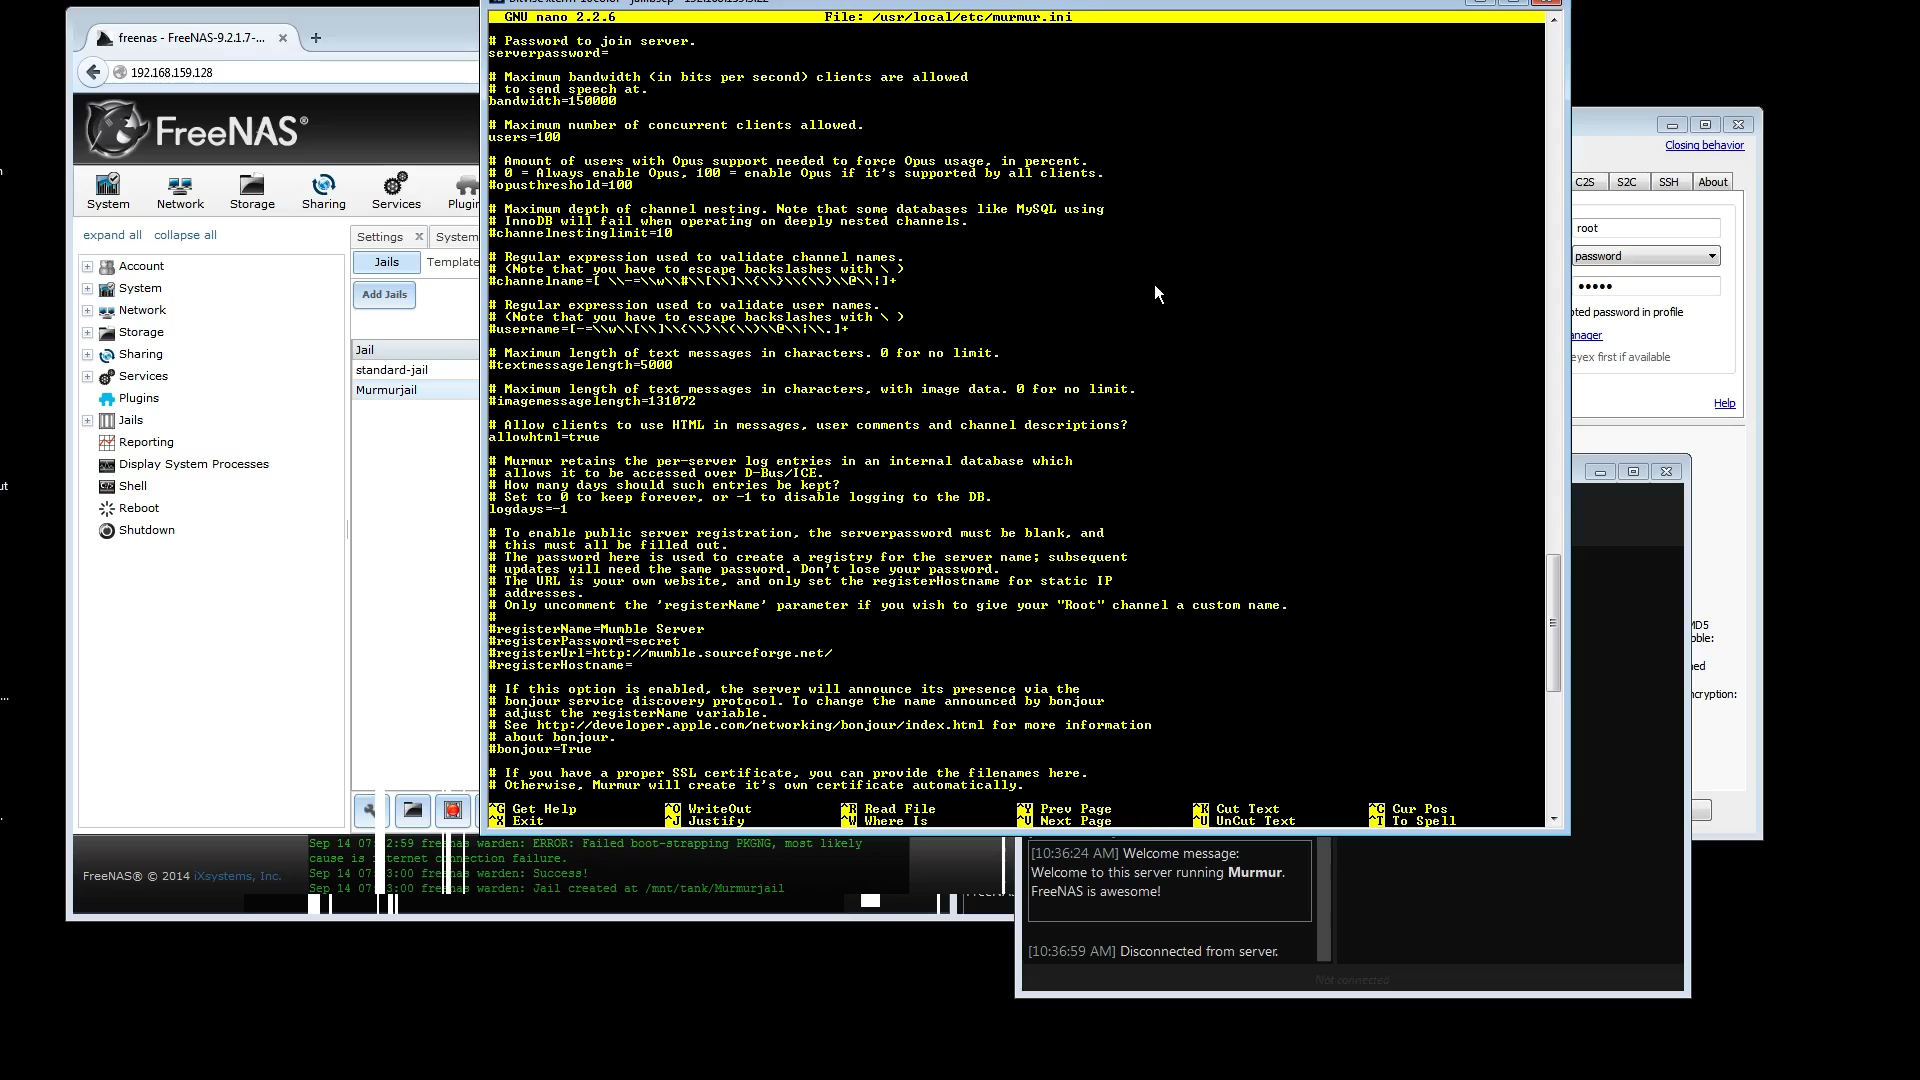 freenas - FreeNAS-9.2.1.7-...
192.168.159.128
FreeNAS®
System
Network
Storage
Sharing
Services
expand all
collapse all
Account
System
Network
Storage
Sharing
Services
Plugins
Jails
Reporting
Display System Processes
Shell
Reboot
Shutdown
Settings
System
Jails
Add Jails
Jail
standard-jail
Murmurjail
GNU nano 2.2.6
File: /usr/local/etc/murmur.ini
# Password to join server.
serverpassword=
# Maximum bandwidth (in bits per second) clients are allowed
# to send speech at.
bandwidth=150000
# Maximum number of concurrent clients allowed.
users=100
# Amount of users with Opus support needed to force Opus usage, in percent.
# 0 = Always enable Opus, 100 = enable Opus if it's supported by all clients.
#opusthreshold=100
# Maximum depth of channel nesting. Note that some databases like MySQL using
# InnoDB will fail when operating on deeply nested channels.
#channelnestinglimit=10
# Regular expression used to validate channel names.
# (Note that you have to escape backslashes with \ )
#channelname=[ \\-=\\w\\#\\[\\]\\{\\}\\(\\)\\@\\|]+
# Regular expression used to validate user names.
# (Note that you have to escape backslashes with \ )
#username=[-=\\w\\[\\]\\{\\}\\(\\)\\@\\|\\.]+
# Maximum length of text messages in characters. 0 for no limit.
#textmessagelength=5000
# Maximum length of text messages in characters, with image data. 0 for no limit.
#imagemessagelength=131072
# Allow clients to use HTML in messages, user comments and channel descriptions?
allowhtml=true
# Murmur retains the per-server log entries in an internal database which
# allows it to be accessed over D-Bus/ICE.
# How many days should such entries be kept?
# Set to 0 to keep forever, or -1 to disable logging to the DB.
logdays=-1
# To enable public server registration, the serverpassword must be blank, and
# this must all be filled out.
# The password here is used to create a registry for the server name; subsequent
# updates will need the same password. Don't lose your password.
# The URL is your own website, and only set the registerHostname for static IP
# addresses.
# Only uncomment the 'registerName' parameter if you wish to give your "Root" channel a custom name.
#
#registerName=Mumble Server
#registerPassword=secret
#registerUrl=http://mumble.sourceforge.net/
#registerHostname=
# If this option is enabled, the server will announce its presence via the
# bonjour service discovery protocol. To change the name announced by bonjour
# adjust the registerName variable.
# See http://developer.apple.com/networking/bonjour/index.html for more information
# about bonjour.
#bonjour=True
# If you have a proper SSL certificate, you can provide the filenames here.
# Otherwise, Murmur will create it's own certificate automatically.
^G Get Help ^O WriteOut ^R Read File ^Y Prev Page ^K Cut Text ^C Cur Pos
^X Exit ^J Justify ^W Where Is ^V Next Page ^U UnCut Text ^T To Spell
Closing behavior
C2S
S2C
SSH
About
root
password
•••••
password in profile
first if available
Help
FreeNAS® © 2014 iXsystems, Inc.
warden: ERROR: Failed boot-strapping PKGNG, most likely
cause is
failure.
warden: Success!
warden: Jail created at /mnt/tank/Murmurjail
[10:36:24 AM] Welcome message:
Welcome to this server running Murmur.
FreeNAS is awesome!
[10:36:59 AM] Disconnected from server.
Not connected